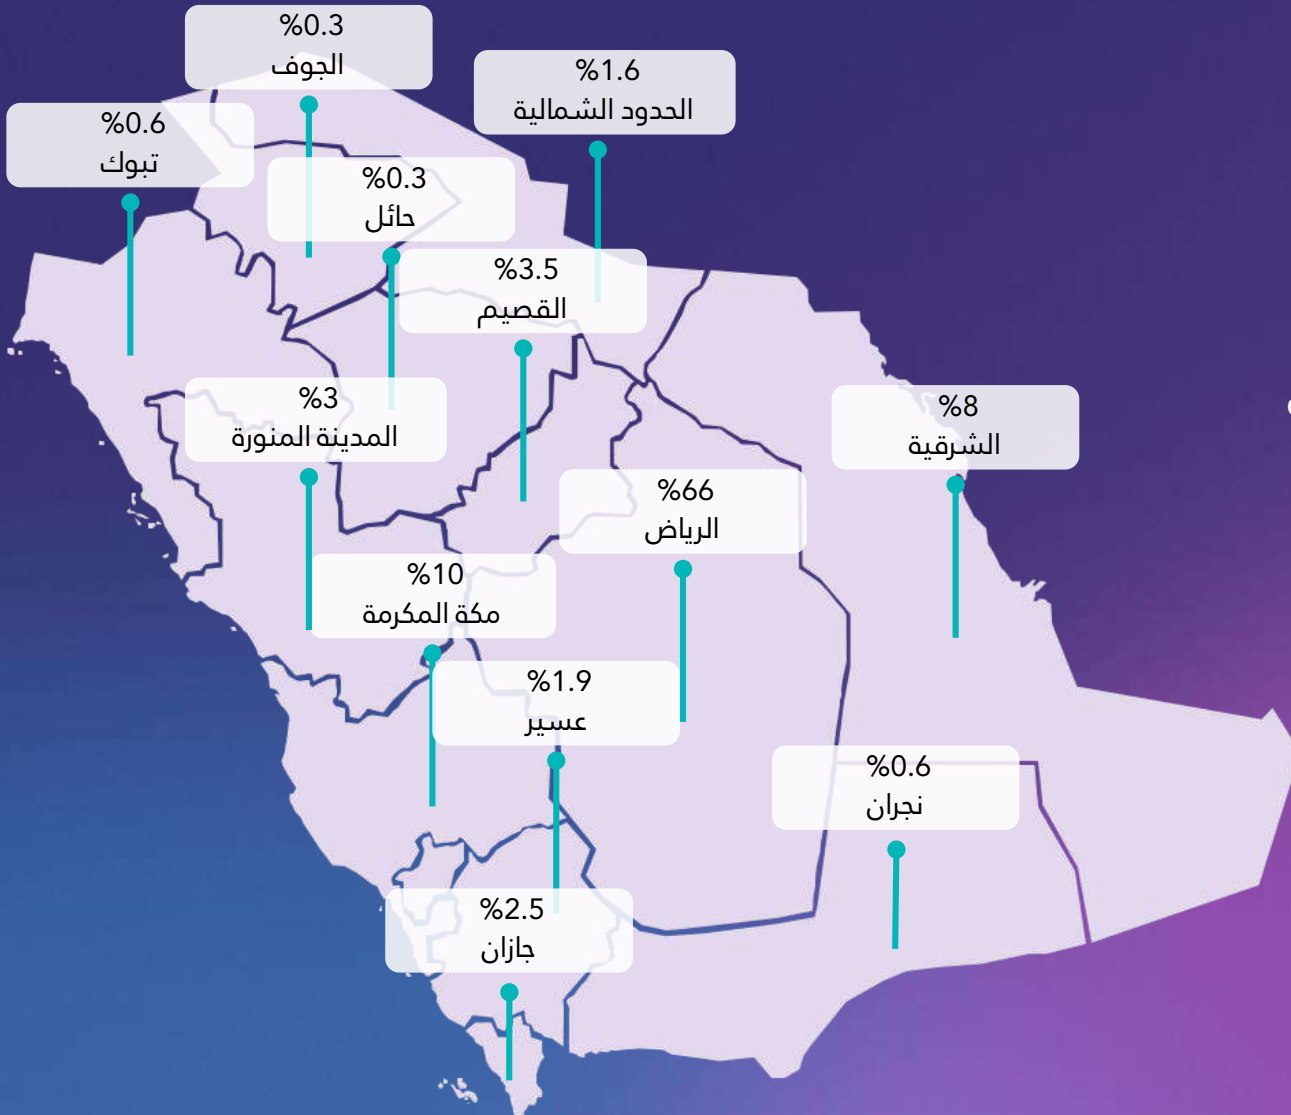 %0.3
الجوف
%1.6
الحدود الشمالية
%0.6
تبوك
%0.3
حائل
%3.5
القصيم
%3
المدينة المنورة
%8
الشرقية
%66
الرياض
%10
مكة المكرمة
%1.9
عسير
%0.6
نجران
%2.5
جازان